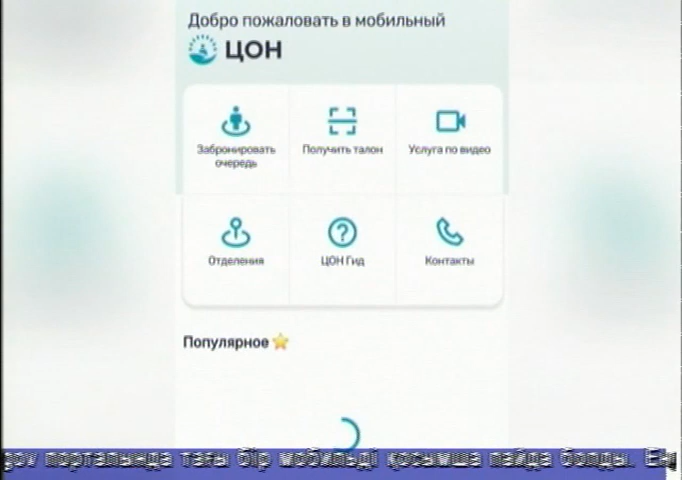 Добро пожаловать в мобильный
ЦОН
Забронировать очередь
Получить талон
Услуга по видео
Отделения
ЦОН Гид
Контакты
Популярное
gov порталында тағы бір мобильді қосымша пайда болды.